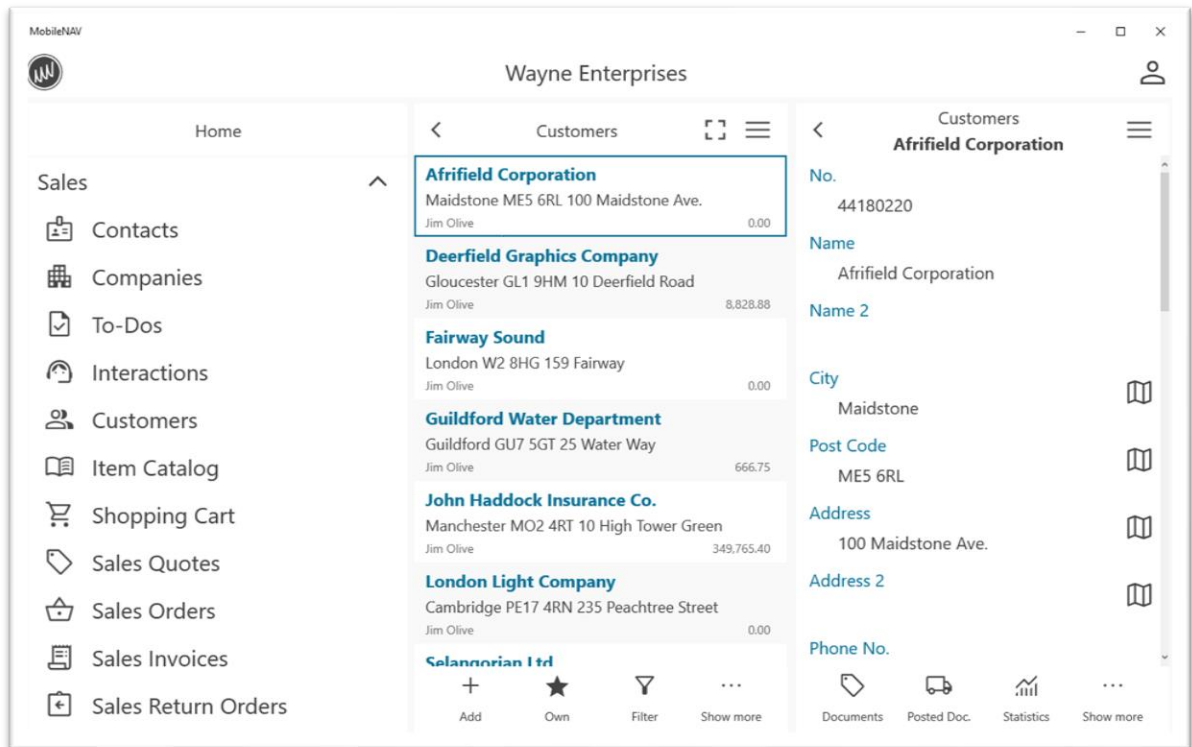 MobileNAV
Wayne Enterprises
Home
Sales
Contacts
Companies
To-Dos
Interactions
Customers
Item Catalog
Shopping Cart
Sales Quotes
Sales Orders
Sales Invoices
Sales Return Orders
Customers
Afrifield Corporation
Maidstone ME5 6RL 100 Maidstone Ave.
Jim Olive 0.00
Deerfield Graphics Company
Gloucester GL1 9HM 10 Deerfield Road
Jim Olive 8,828.88
Fairway Sound
London W2 8HG 159 Fairway
Jim Olive 0.00
Guildford Water Department
Guildford GU7 5GT 25 Water Way
Jim Olive 666.75
John Haddock Insurance Co.
Manchester MO2 4RT 10 High Tower Green
Jim Olive 349,765.40
London Light Company
Cambridge PE17 4RN 235 Peachtree Street
Jim Olive 0.00
Selangorian Ltd.
Add Own Filter Show more
Customers
Afrifield Corporation
No.
44180220
Name
Afrifield Corporation
Name 2
City
Maidstone
Post Code
ME5 6RL
Address
100 Maidstone Ave.
Address 2
Phone No.
Documents Posted Doc. Statistics Show more